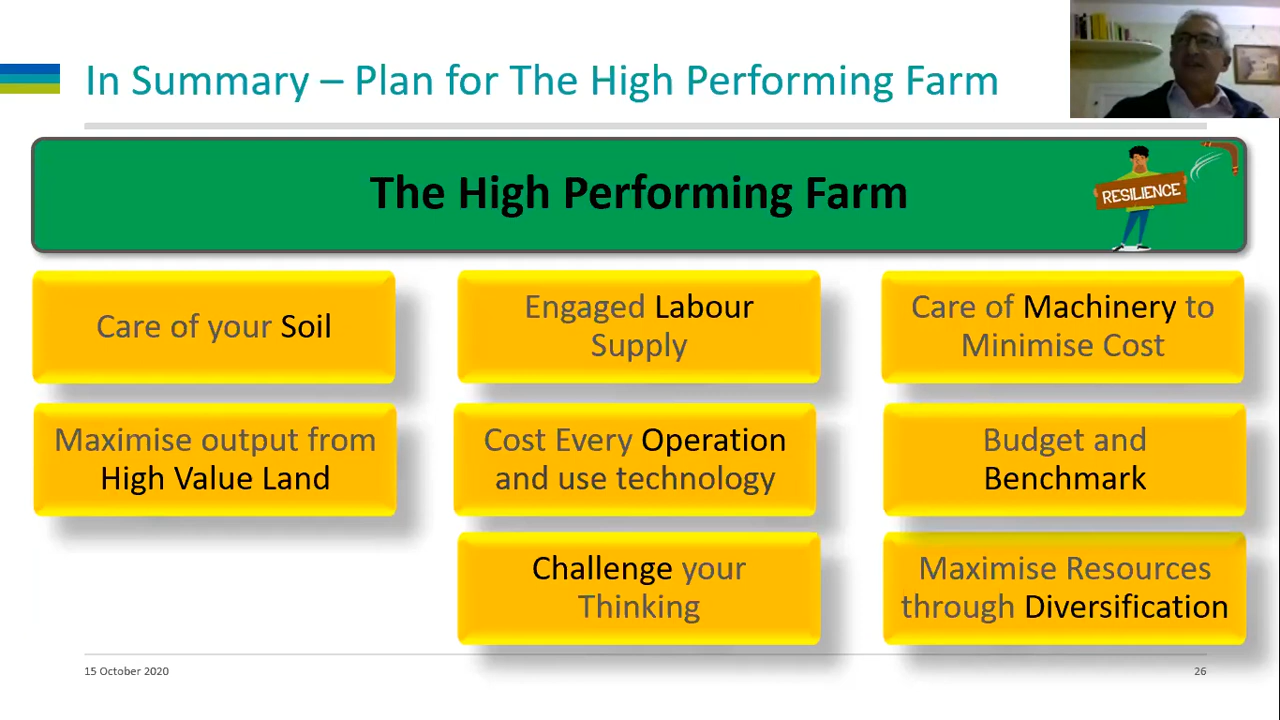 In Summary – Plan for The High Performing Farm
The High Performing Farm
RESILIENCE
Care of your Soil
Engaged Labour
Supply
Care of Machinery to
Minimise Cost
Maximise output from
High Value Land
Cost Every Operation
and use technology
Budget and
Benchmark
Challenge your
Thinking
Maximise Resources
through Diversification
15 October 2020
26